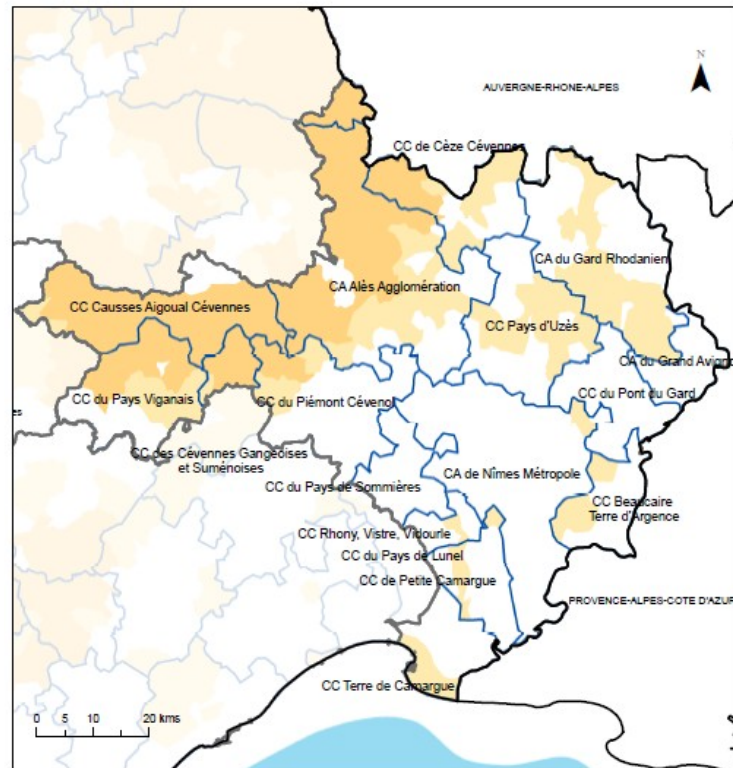 N
AUVERGNE-RHONE-ALPES
CC de Cèze Cévennes
CA du Gard Rhodanien
CA Alès Agglomération
CC Causses Aigoual Cévennes
CC Pays d'Uzès
CA du Grand Avigno
CC du Pont du Gard
CC du Pays Viganais
CC du Piémont Cévenol
es
CC des Cévennes Gangeoises
et Suménoises
CA de Nîmes Métropole
CC du Pays de Sommières
CC Beaucaire
Terre d'Argence
CC Rhony, Vistre, Vidourle
CC du Pays de Lunel
CC de Petite Camargue
PROVENCE-ALPES-COTE D'AZUR
CC Terre de Camargue
0 5 10 20 kms